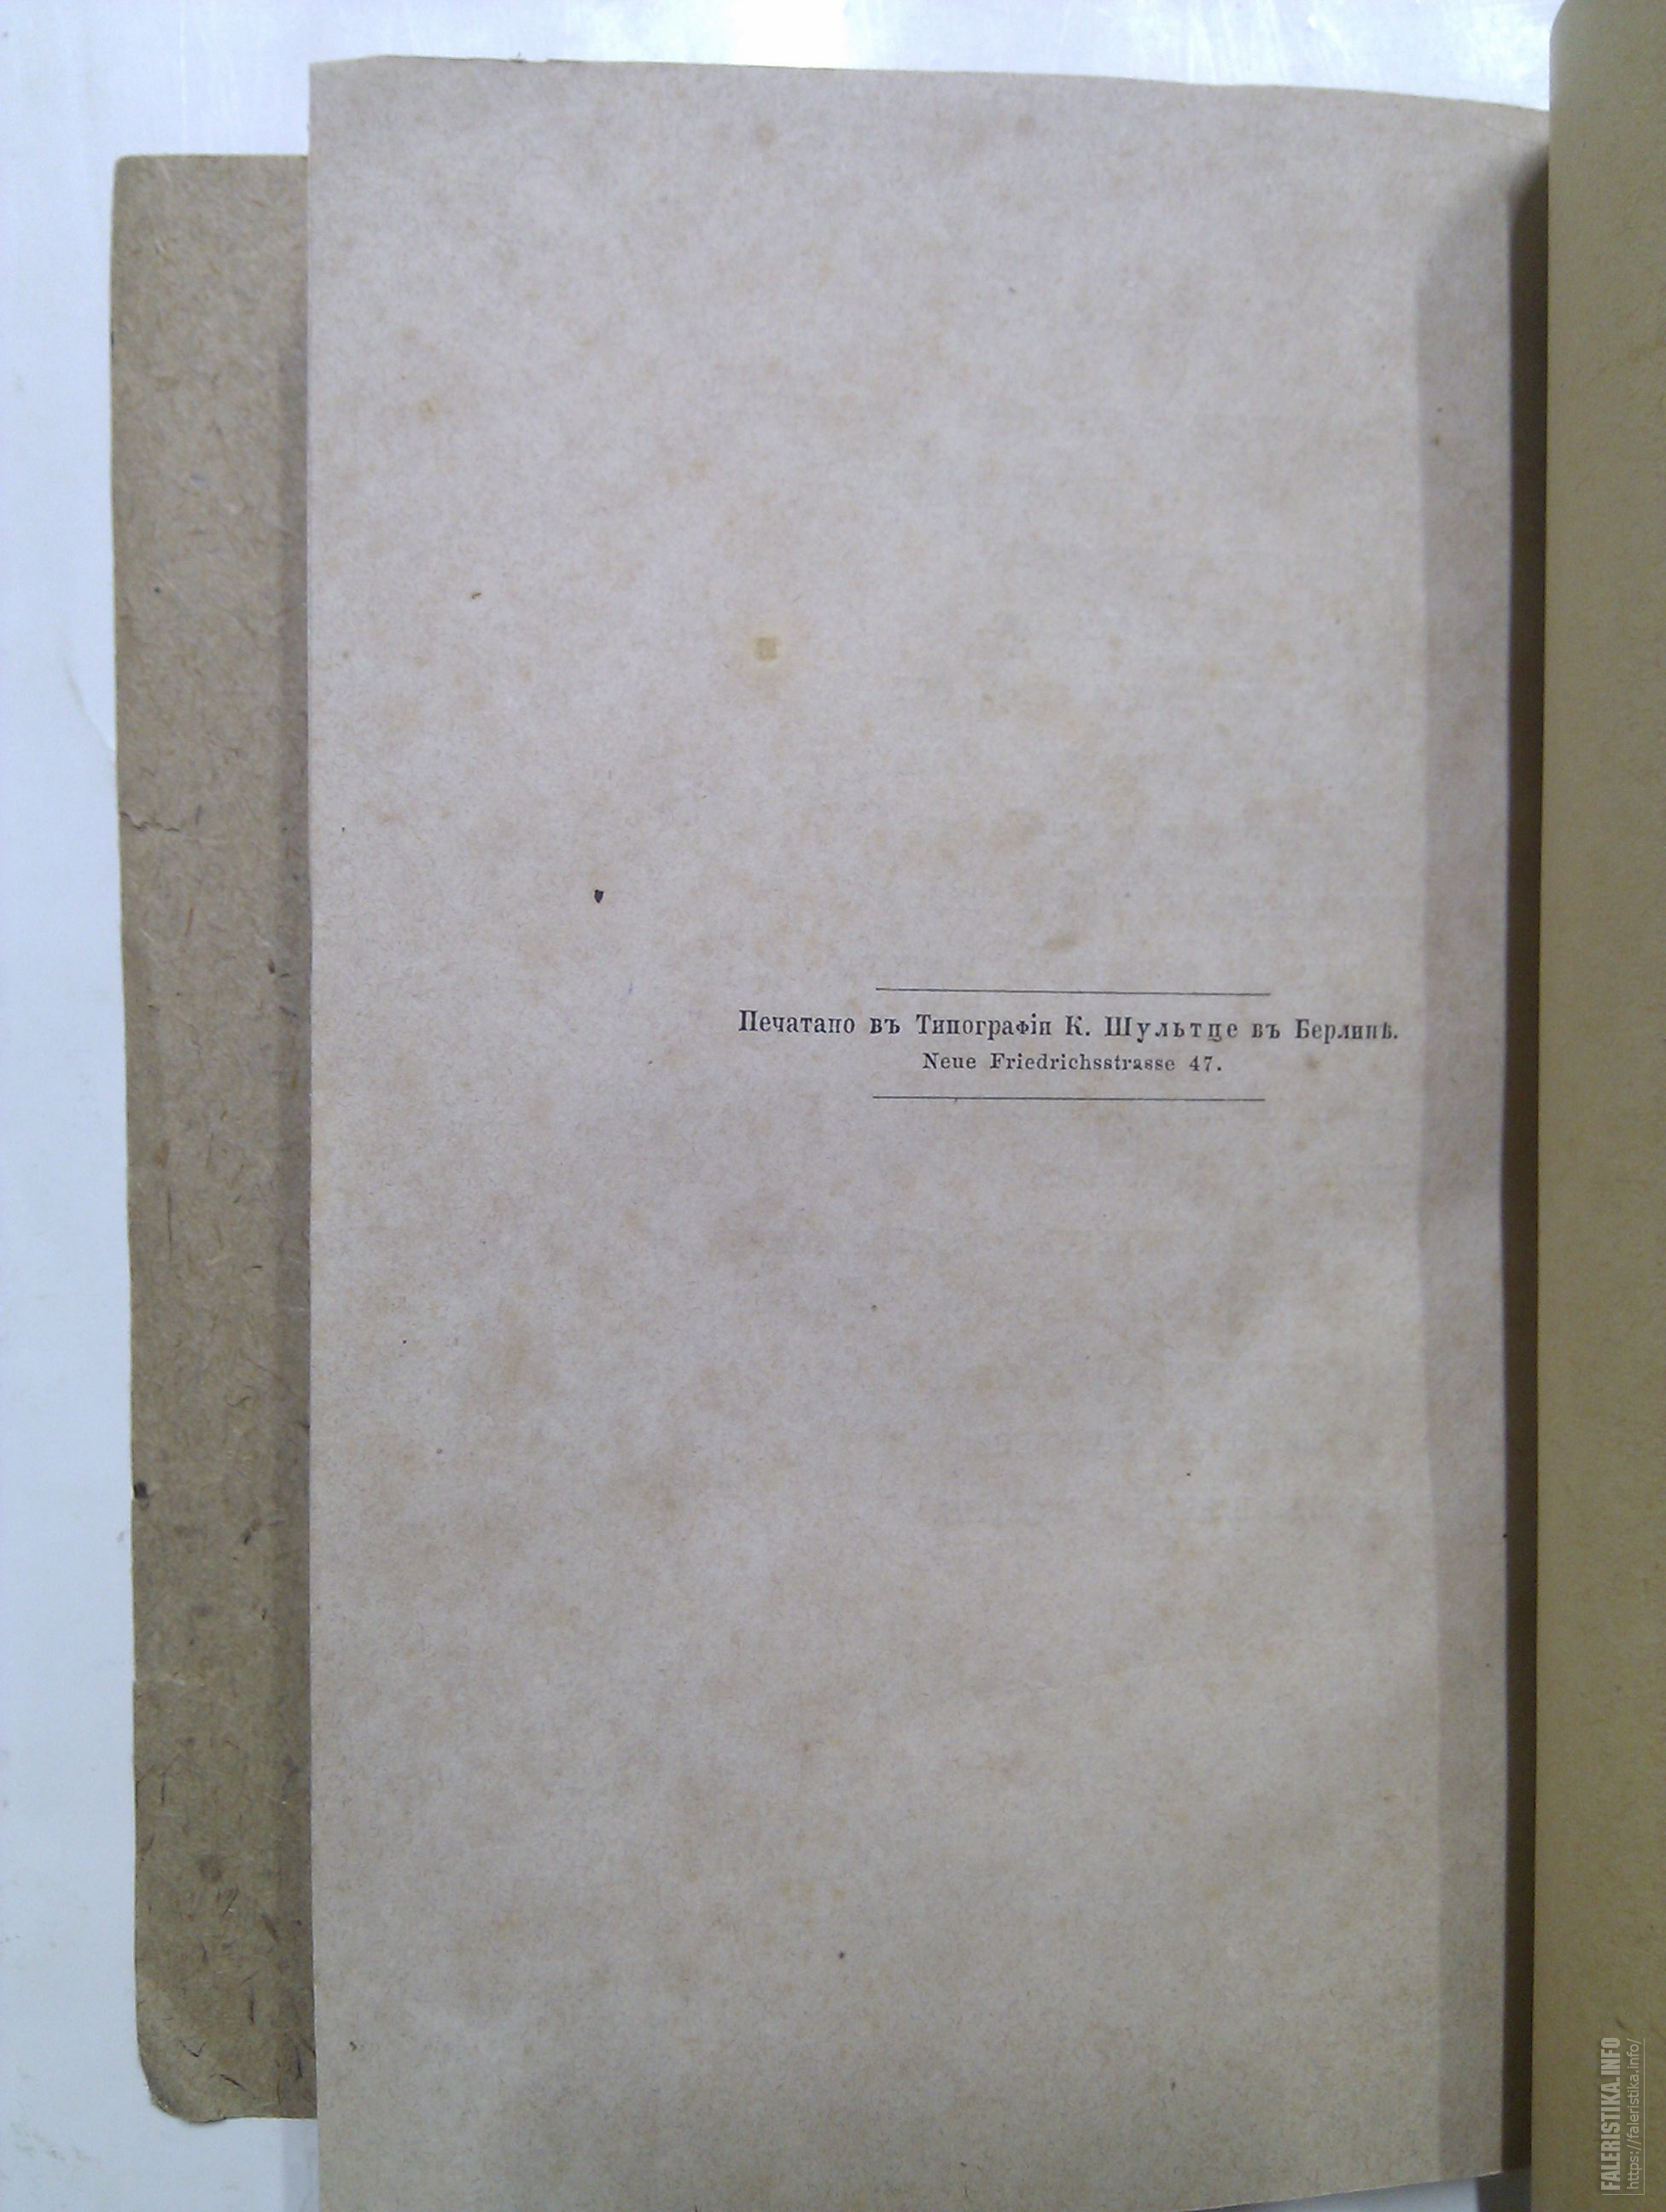 Печатано въ Типографіи К. Шультце въ Берлинѣ.
Neue Friedrichsstrasse 47.
FALERISTIKA.INFO
https://faleristika.info/